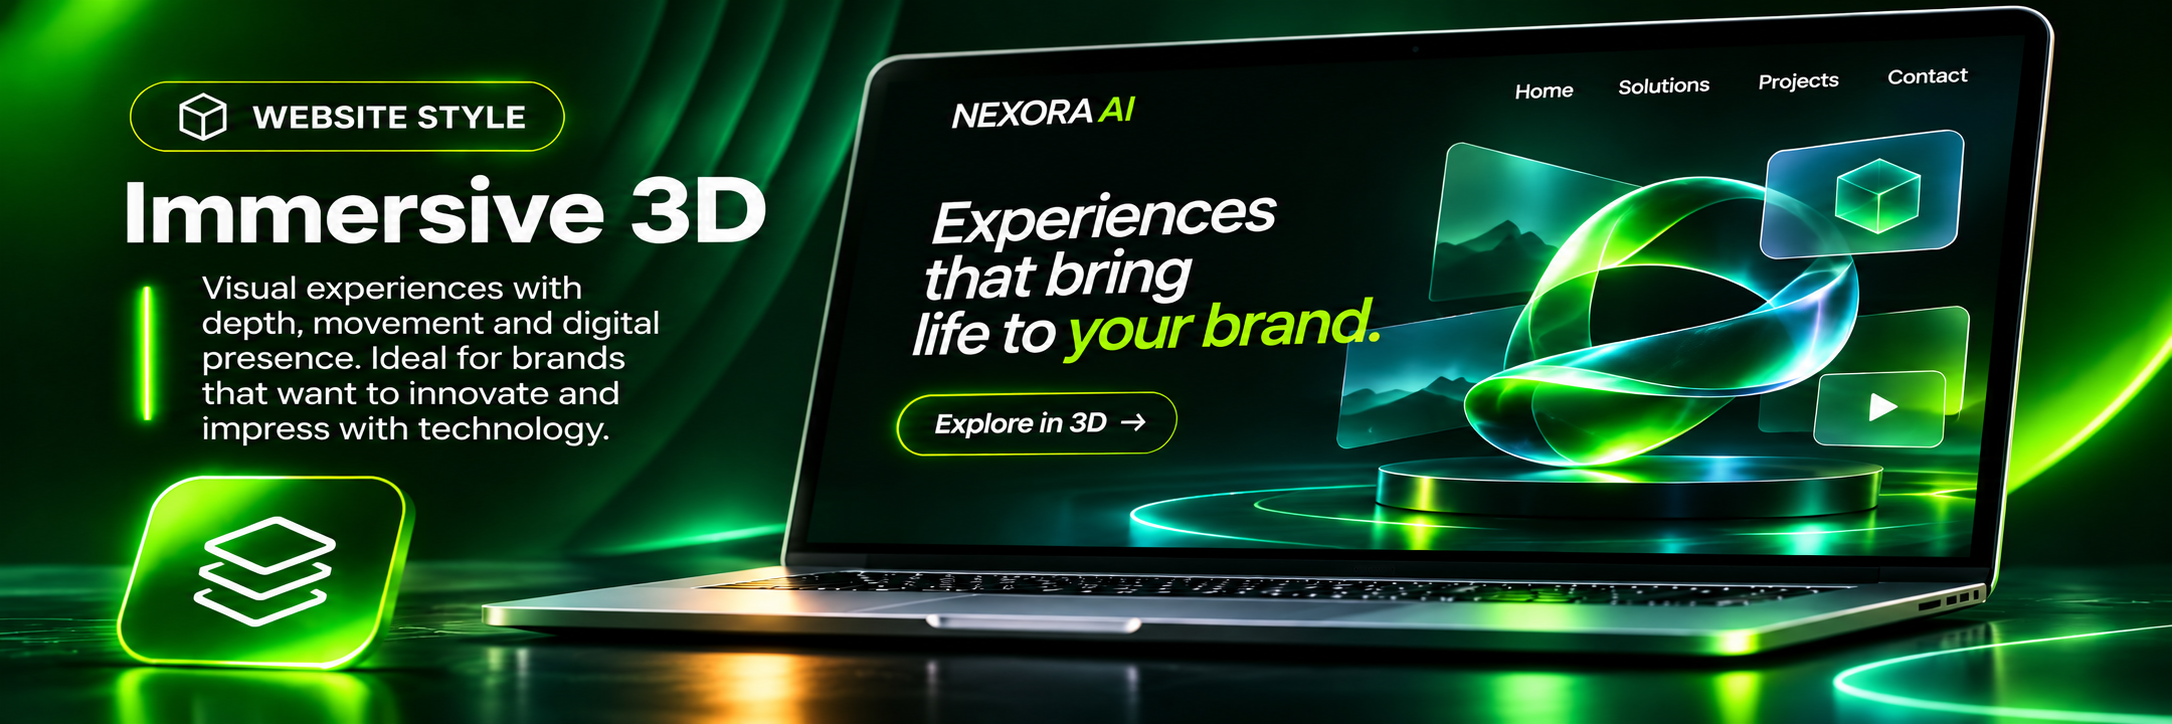 WEBSITE STYLE
Immersive 3D
Visual experiences with
depth, movement and digital
presence. Ideal for brands
that want to innovate and
impress with technology.
NEXORA AI
Home Solutions Projects Contact
Experiences
that bring
life to your brand.
Explore in 3D →